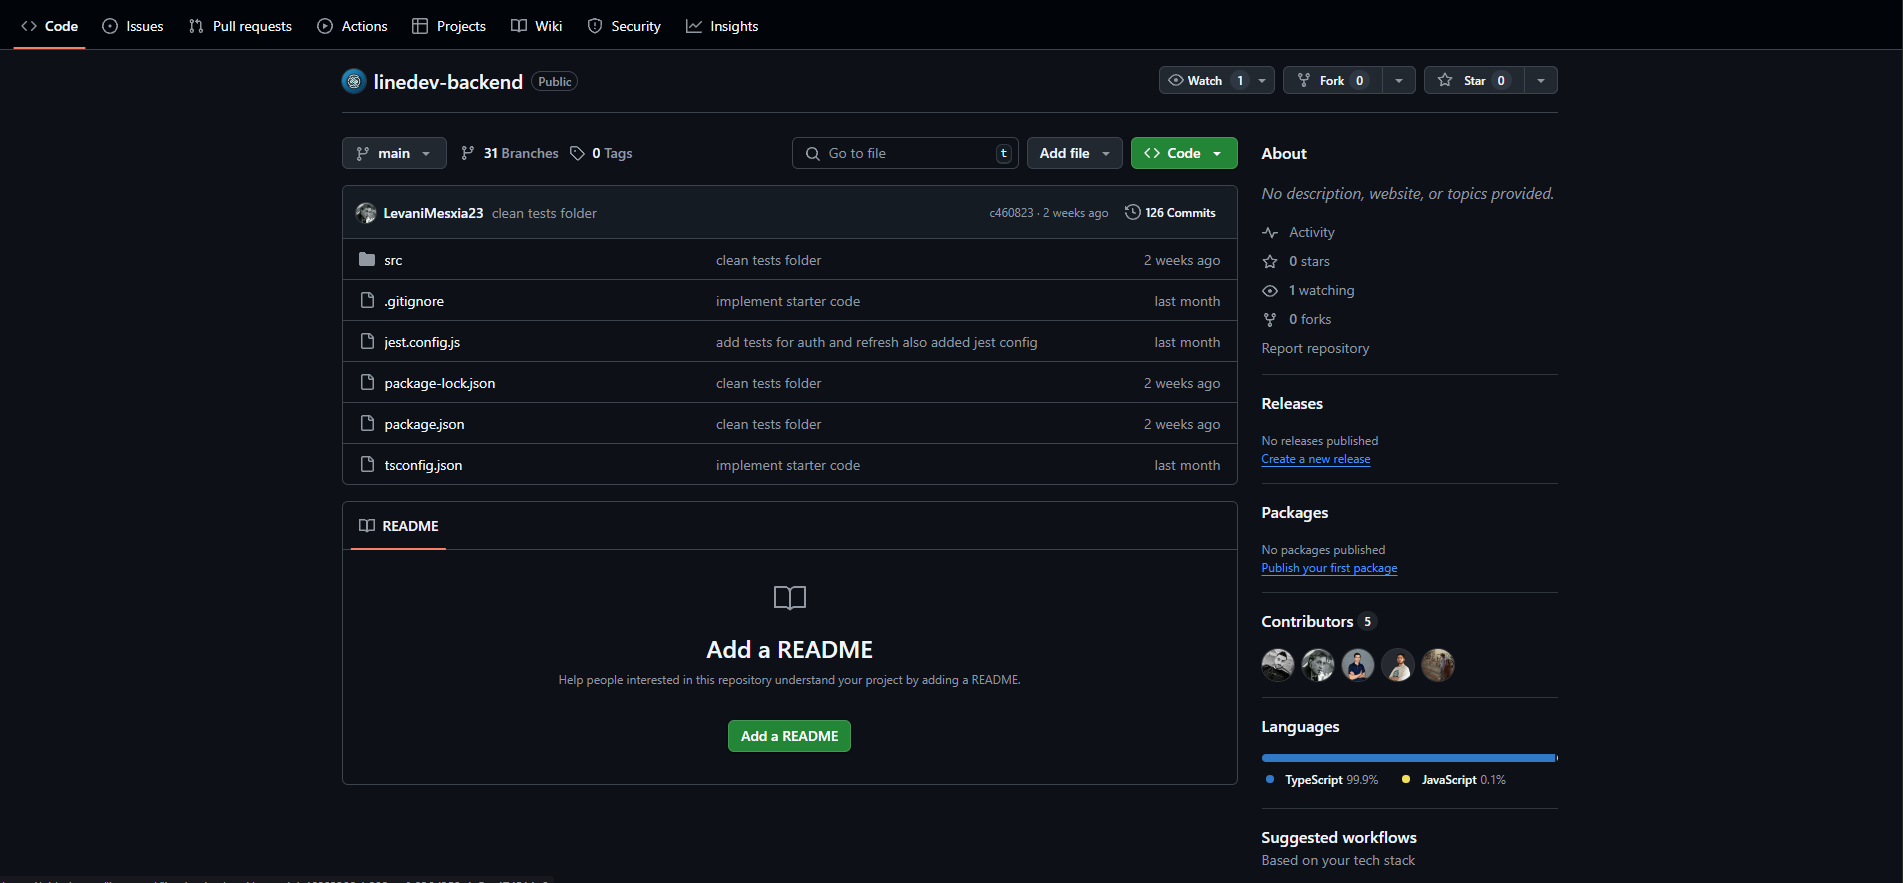 Code Issues Pull requests Actions Projects Wiki Security Insights
linedev-backend Public Watch 1 Fork 0 Star 0
main 31 Branches 0 Tags Go to file t Add file Code
LevaniMesxia23 clean tests folder c460823 · 2 weeks ago 126 Commits
src clean tests folder 2 weeks ago
.gitignore implement starter code last month
jest.config.js add tests for auth and refresh also added jest config last month
package-lock.json clean tests folder 2 weeks ago
package.json clean tests folder 2 weeks ago
tsconfig.json implement starter code last month
README
Add a README
Help people interested in this repository understand your project by adding a README.
Add a README
About
No description, website, or topics provided.
Activity
0 stars
1 watching
0 forks
Report repository
Releases
No releases published
Create a new release
Packages
No packages published
Publish your first package
Contributors 5
Languages
TypeScript 99.9% JavaScript 0.1%
Suggested workflows
Based on your tech stack